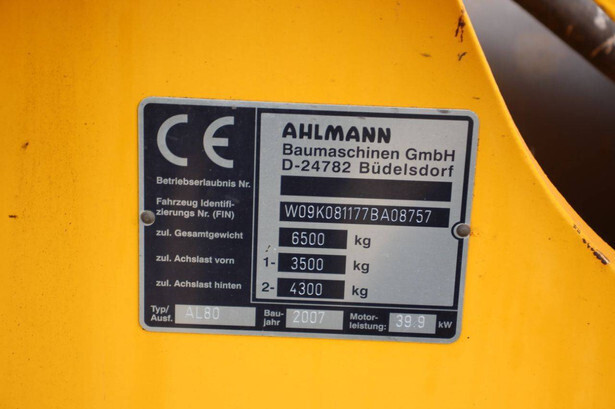 CE
AHLMANN
Baumaschinen GmbH
D-24782 Büdelsdorf
Betriebserlaubnis Nr.
Fahrzeug Identifi-
zierungs Nr. (FIN) W09K081177BA08757
zul. Gesamtgewicht 6500 kg
zul. Achslast vorn 1- 3500 kg
zul. Achslast hinten 2- 4300 kg
Typ/
Ausf. AL80 Bau-
jahr 2007 Motor-
leistung: 39.9 kW